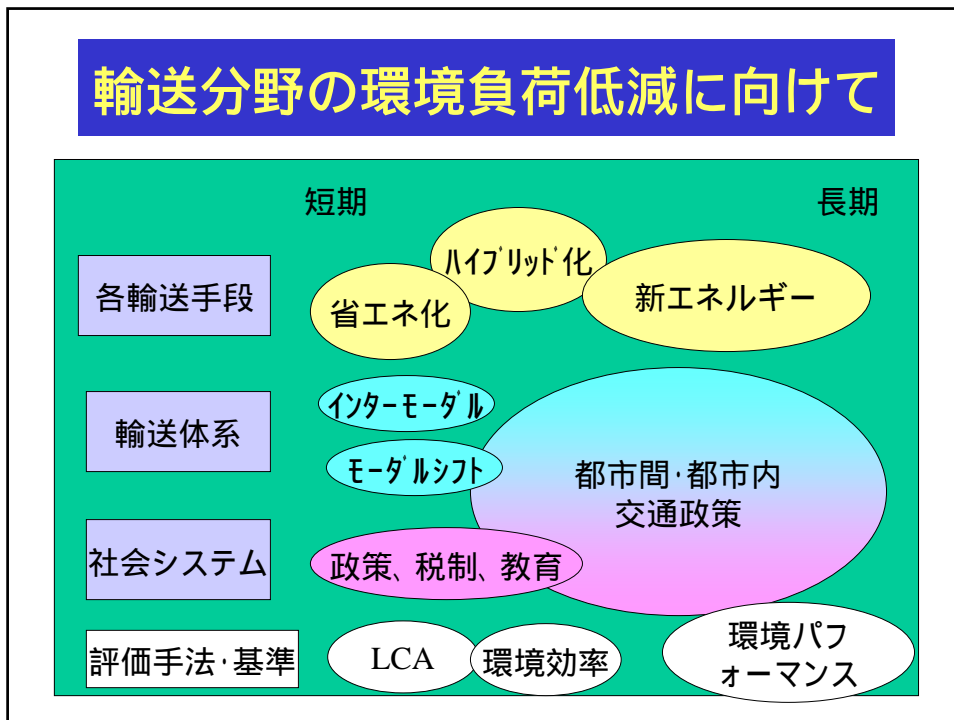 輸送分野の環境負荷低減に向けて
短期
長期
各輸送手段
省エネ化
ﾊｲﾌﾞﾘｯﾄﾞ化
新エネルギー
輸送体系
ｲﾝﾀｰﾓｰﾀﾞﾙ
ﾓｰﾀﾞﾙｼﾌﾄ
都市間･都市内
交通政策
社会システム
政策、税制、教育
評価手法･基準
LCA
環境効率
環境パフ
ォーマンス